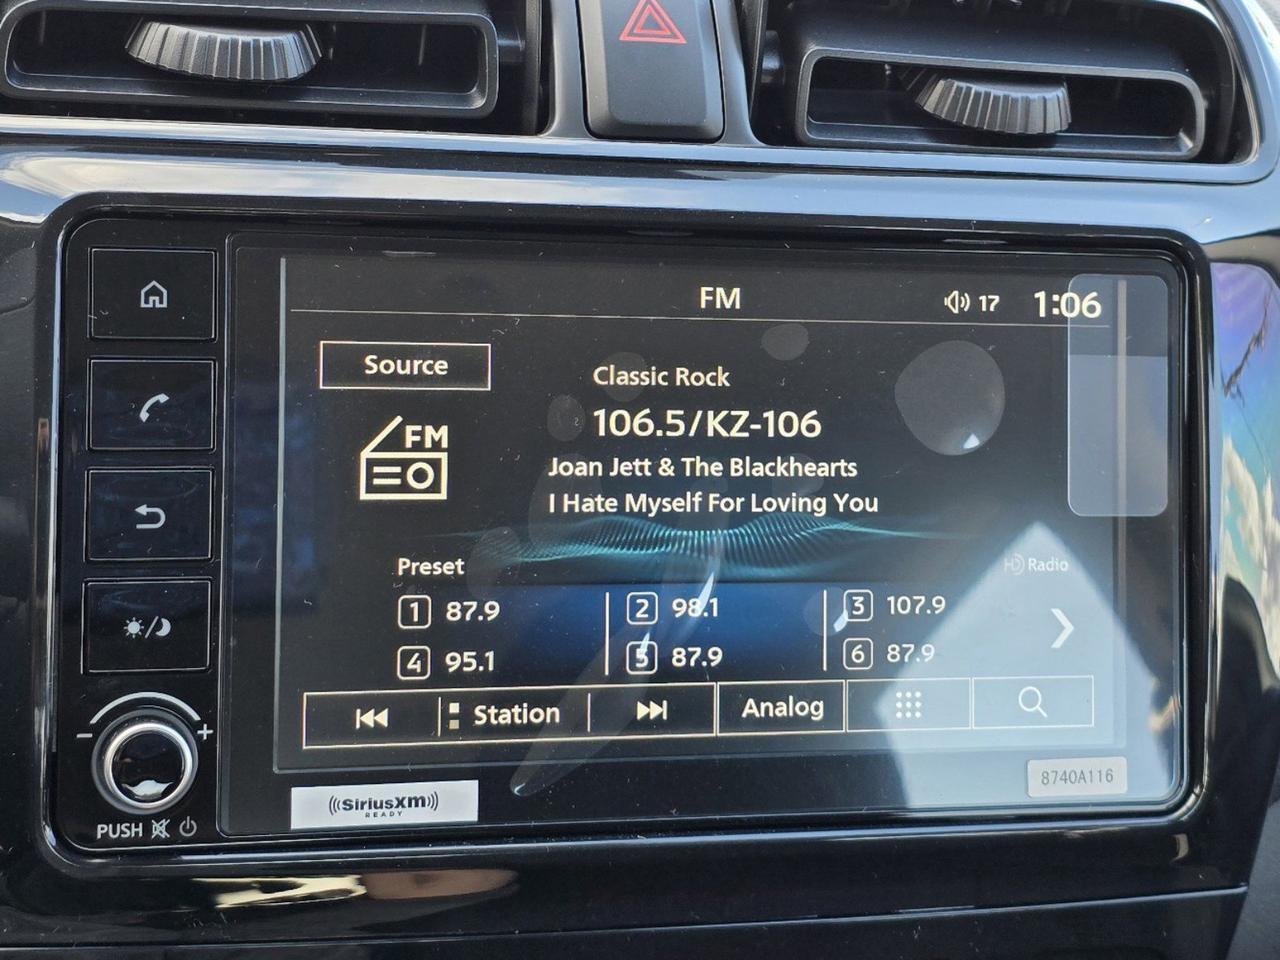 FM 17 1:06
Source
Classic Rock
106.5/KZ-106
FM
Joan Jett & The Blackhearts
I Hate Myself For Loving You
Preset
HD Radio
1 87.9 2 98.1 3 107.9
4 95.1 5 87.9 6 87.9
Station Analog
8740A116
((SiriusXM))
READY
- +
PUSH